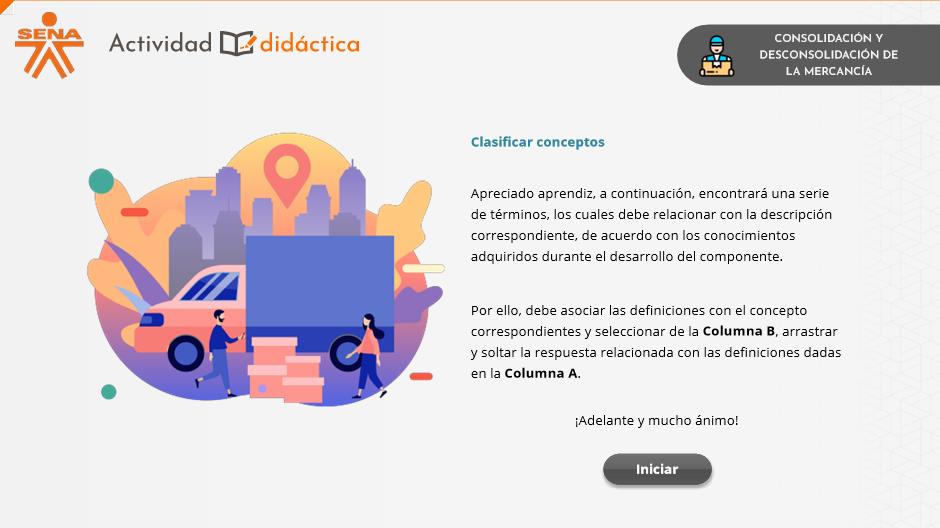 SENA
Actividad didáctica
CONSOLIDACIÓN Y
DESCONSOLIDACIÓN DE
LA MERCANCÍA
Clasificar conceptos
Apreciado aprendiz, a continuación, encontrará una serie
de términos, los cuales debe relacionar con la descripción
correspondiente, de acuerdo con los conocimientos
adquiridos durante el desarrollo del componente.
Por ello, debe asociar las definiciones con el concepto
correspondientes y seleccionar de la Columna B, arrastrar
y soltar la respuesta relacionada con las definiciones dadas
en la Columna A.
¡Adelante y mucho ánimo!
Iniciar